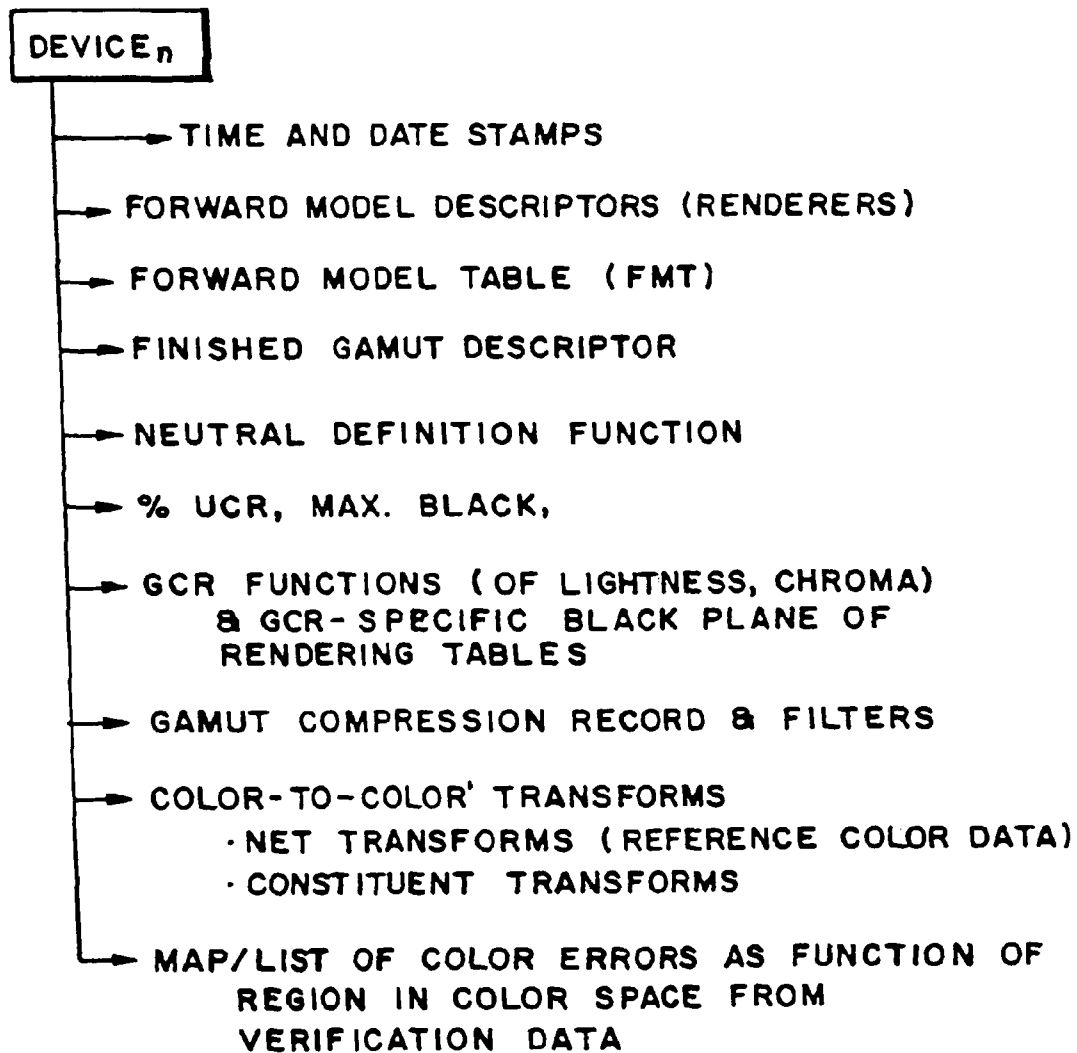 DEVICEn
TIME AND DATE STAMPS
FORWARD MODEL DESCRIPTORS (RENDERERS)
FORWARD MODEL TABLE (FMT)
FINISHED GAMUT DESCRIPTOR
NEUTRAL DEFINITION FUNCTION
% UCR, MAX. BLACK,
GCR FUNCTIONS (OF LIGHTNESS, CHROMA)
& GCR-SPECIFIC BLACK PLANE OF
RENDERING TABLES
GAMUT COMPRESSION RECORD & FILTERS
COLOR-TO-COLOR' TRANSFORMS
· NET TRANSFORMS (REFERENCE COLOR DATA)
· CONSTITUENT TRANSFORMS
MAP/LIST OF COLOR ERRORS AS FUNCTION OF
REGION IN COLOR SPACE FROM
VERIFICATION DATA